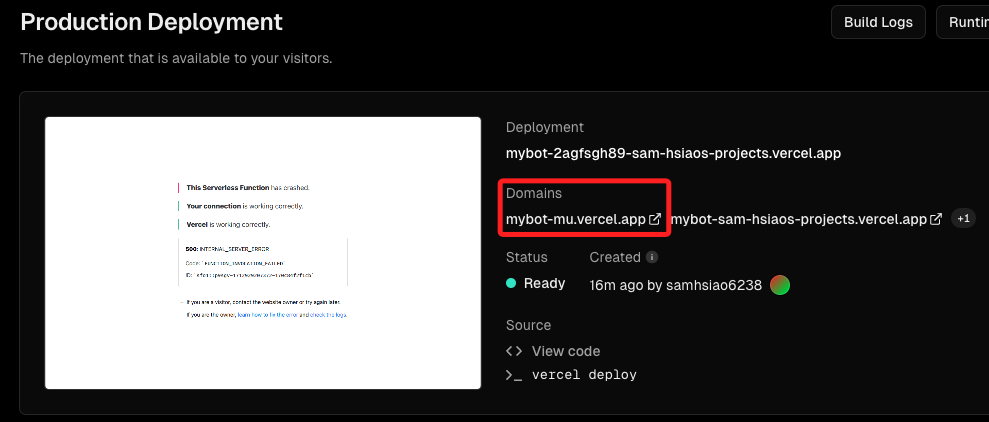 Production Deployment
Build Logs
Runtin
The deployment that is available to your visitors.
This Serverless Function has crashed.
Your connection is working correctly.
Vercel is working correctly.
500: INTERNAL_SERVER_ERROR
Code: `FUNCTION_INVOCATION_FAILED`
ID:
If you are a visitor, contact the website owner or try again later.
If you are the owner, learn how to fix the error and check the logs.
Deployment
mybot-2agfsgh89-sam-hsiaos-projects.vercel.app
Domains
mybot-mu.vercel.app mybot-sam-hsiaos-projects.vercel.app +1
Status Created
Ready 16m ago by samhsiao6238
Source
View code
vercel deploy